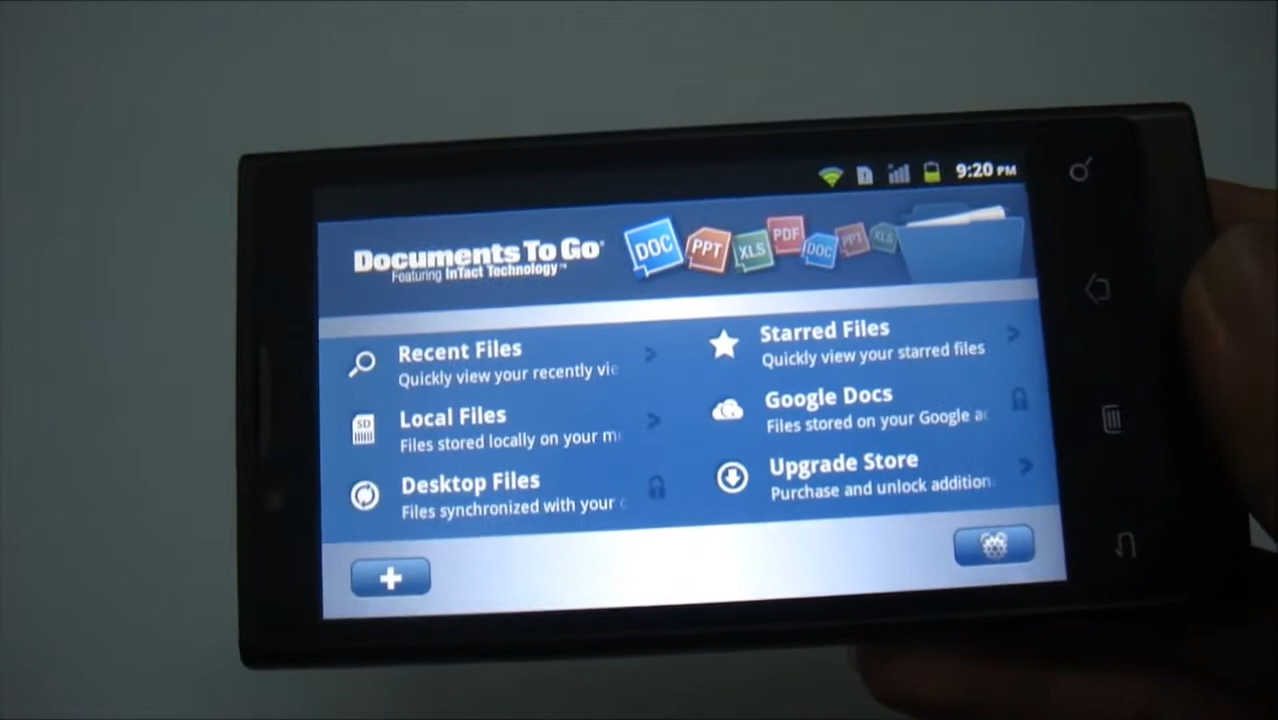 9:20 PM
Documents To Go®
Featuring InTact Technology™
DOC PPT XLS PDF DOC PPT XLS
Recent Files
Quickly view your recently vie
Local Files
SD
Files stored locally on your m
Desktop Files
Files synchronized with your
Starred Files
Quickly view your starred files
Google Docs
Files stored on your Google a
Upgrade Store
Purchase and unlock addition